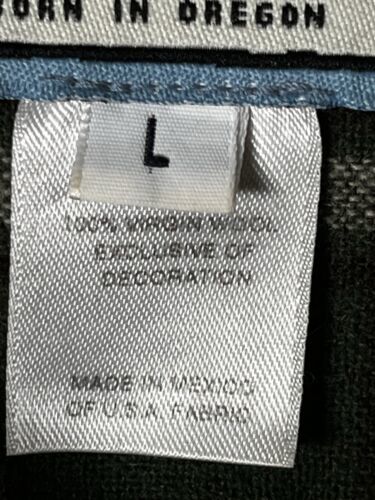 BORN IN OREGON
L
100% VIRGIN WOOL
EXCLUSIVE OF
DECORATION
MADE IN MEXICO
OF U.S.A. FABRIC